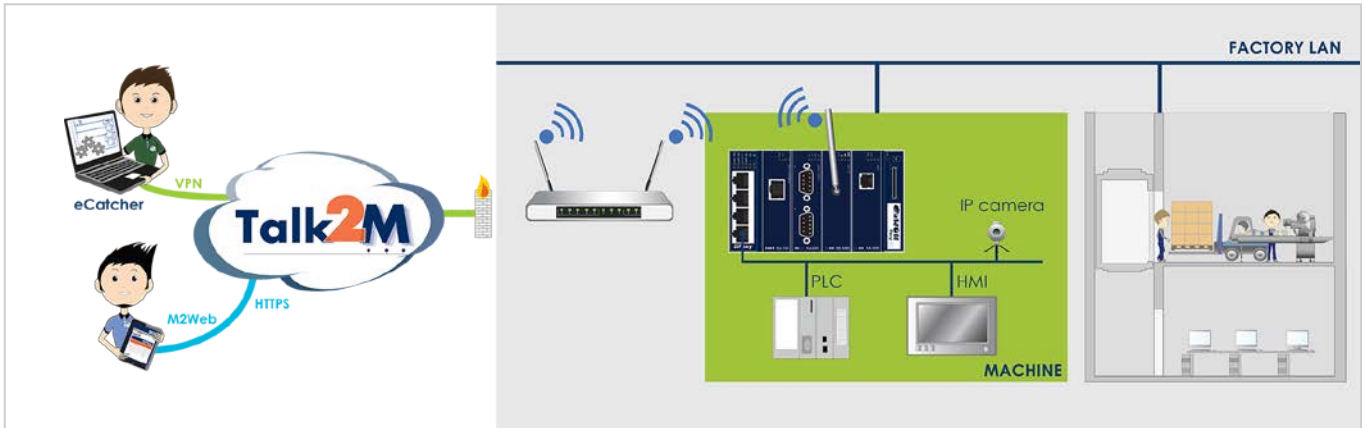 FACTORY LAN
VPN
eCatcher
Talk2M
M2Web
HTTPS
IP camera
PLC
HMI
MACHINE